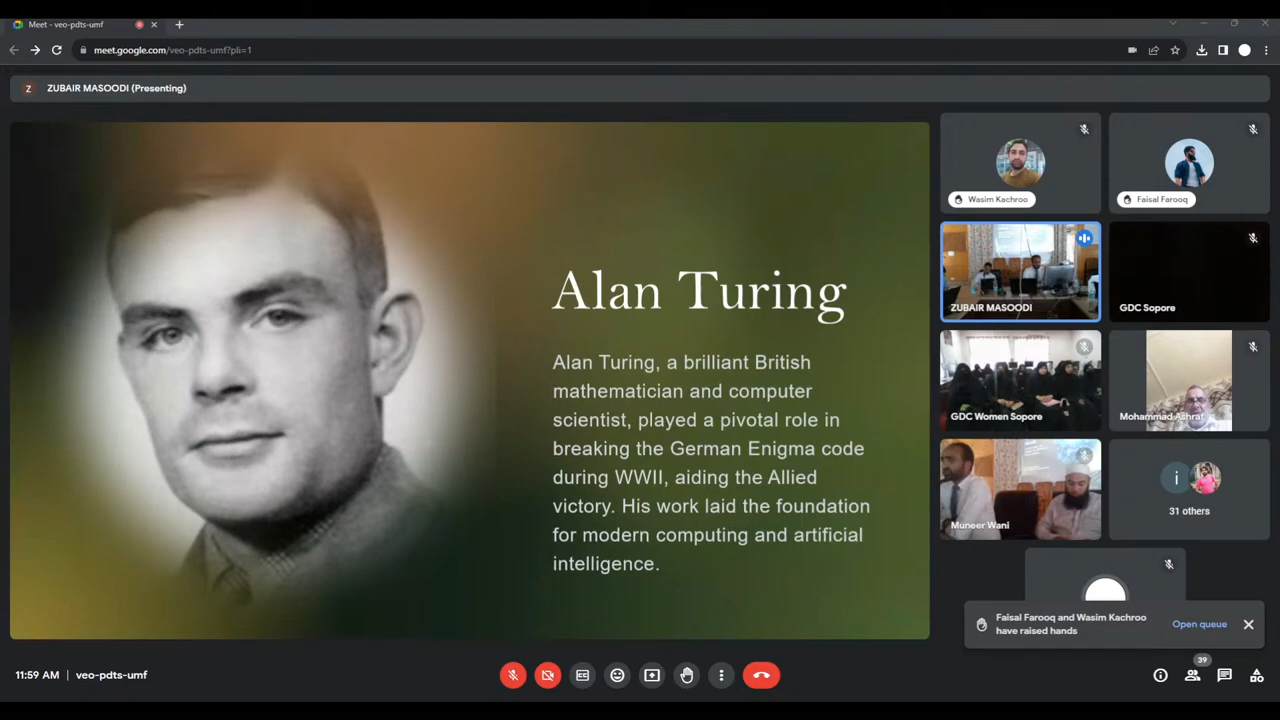 Meet - veo-pdts-umf
meet.google.com/veo-pdts-umf?pli=1
Z
ZUBAIR MASOODI (Presenting)
Alan Turing
Alan Turing, a brilliant British
mathematician and computer
scientist, played a pivotal role in
breaking the German Enigma code
during WWII, aiding the Allied
victory. His work laid the foundation
for modern computing and artificial
intelligence.
Wasim Kachroo
Faisal Farooq
ZUBAIR MASOODI
GDC Sopore
GDC Women Sopore
Mohammad Ashraf
Muneer Wani
i
31 others
Faisal Farooq and Wasim Kachroo
have raised hands
Open queue
11:59 AM | veo-pdts-umf
39